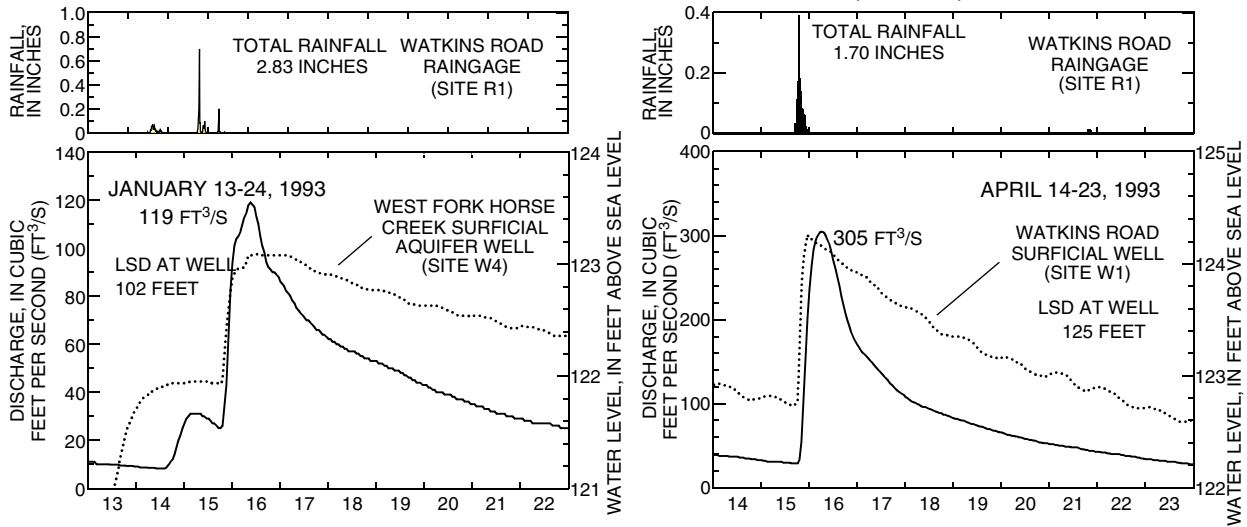 RAINFALL,
IN INCHES
1.0
0.8
0.6
0.4
0.2
0
TOTAL RAINFALL
2.83 INCHES
WATKINS ROAD
RAINGAGE
(SITE R1)
DISCHARGE, IN CUBIC
FEET PER SECOND (FT³/S)
140
120
100
80
60
40
20
0
JANUARY 13-24, 1993
119 FT³/S
LSD AT WELL
102 FEET
WEST FORK HORSE
CREEK SURFICIAL
AQUIFER WELL
(SITE W4)
124
123
122
121
WATER LEVEL, IN FEET ABOVE SEA LEVEL
13 14 15 16 17 18 19 20 21 22
RAINFALL,
IN INCHES
0.4
0.2
0
TOTAL RAINFALL
1.70 INCHES
WATKINS ROAD
RAINGAGE
(SITE R1)
DISCHARGE, IN CUBIC
FEET PER SECOND (FT³/S)
400
300
200
100
0
APRIL 14-23, 1993
305 FT³/S
WATKINS ROAD
SURFICIAL WELL
(SITE W1)
LSD AT WELL
125 FEET
125
124
123
122
WATER LEVEL, IN FEET ABOVE SEA LEVEL
14 15 16 17 18 19 20 21 22 23